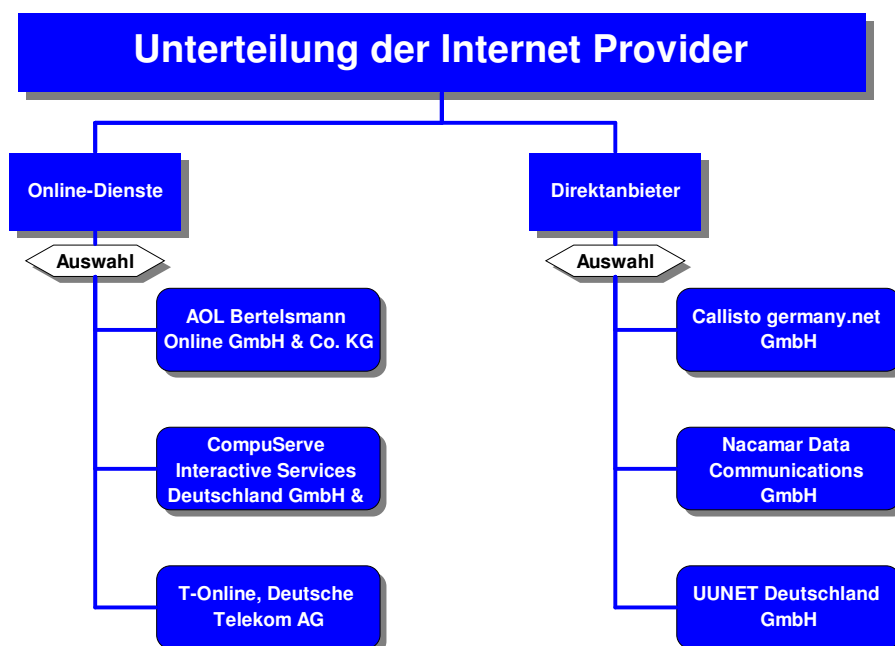 Unterteilung der Internet Provider
Online-Dienste
Auswahl
AOL Bertelsmann
Online GmbH & Co. KG
CompuServe
Interactive Services
Deutschland GmbH &
T-Online, Deutsche
Telekom AG
Direktanbieter
Auswahl
Callisto germany.net
GmbH
Nacamar Data
Communications
GmbH
UUNET Deutschland
GmbH